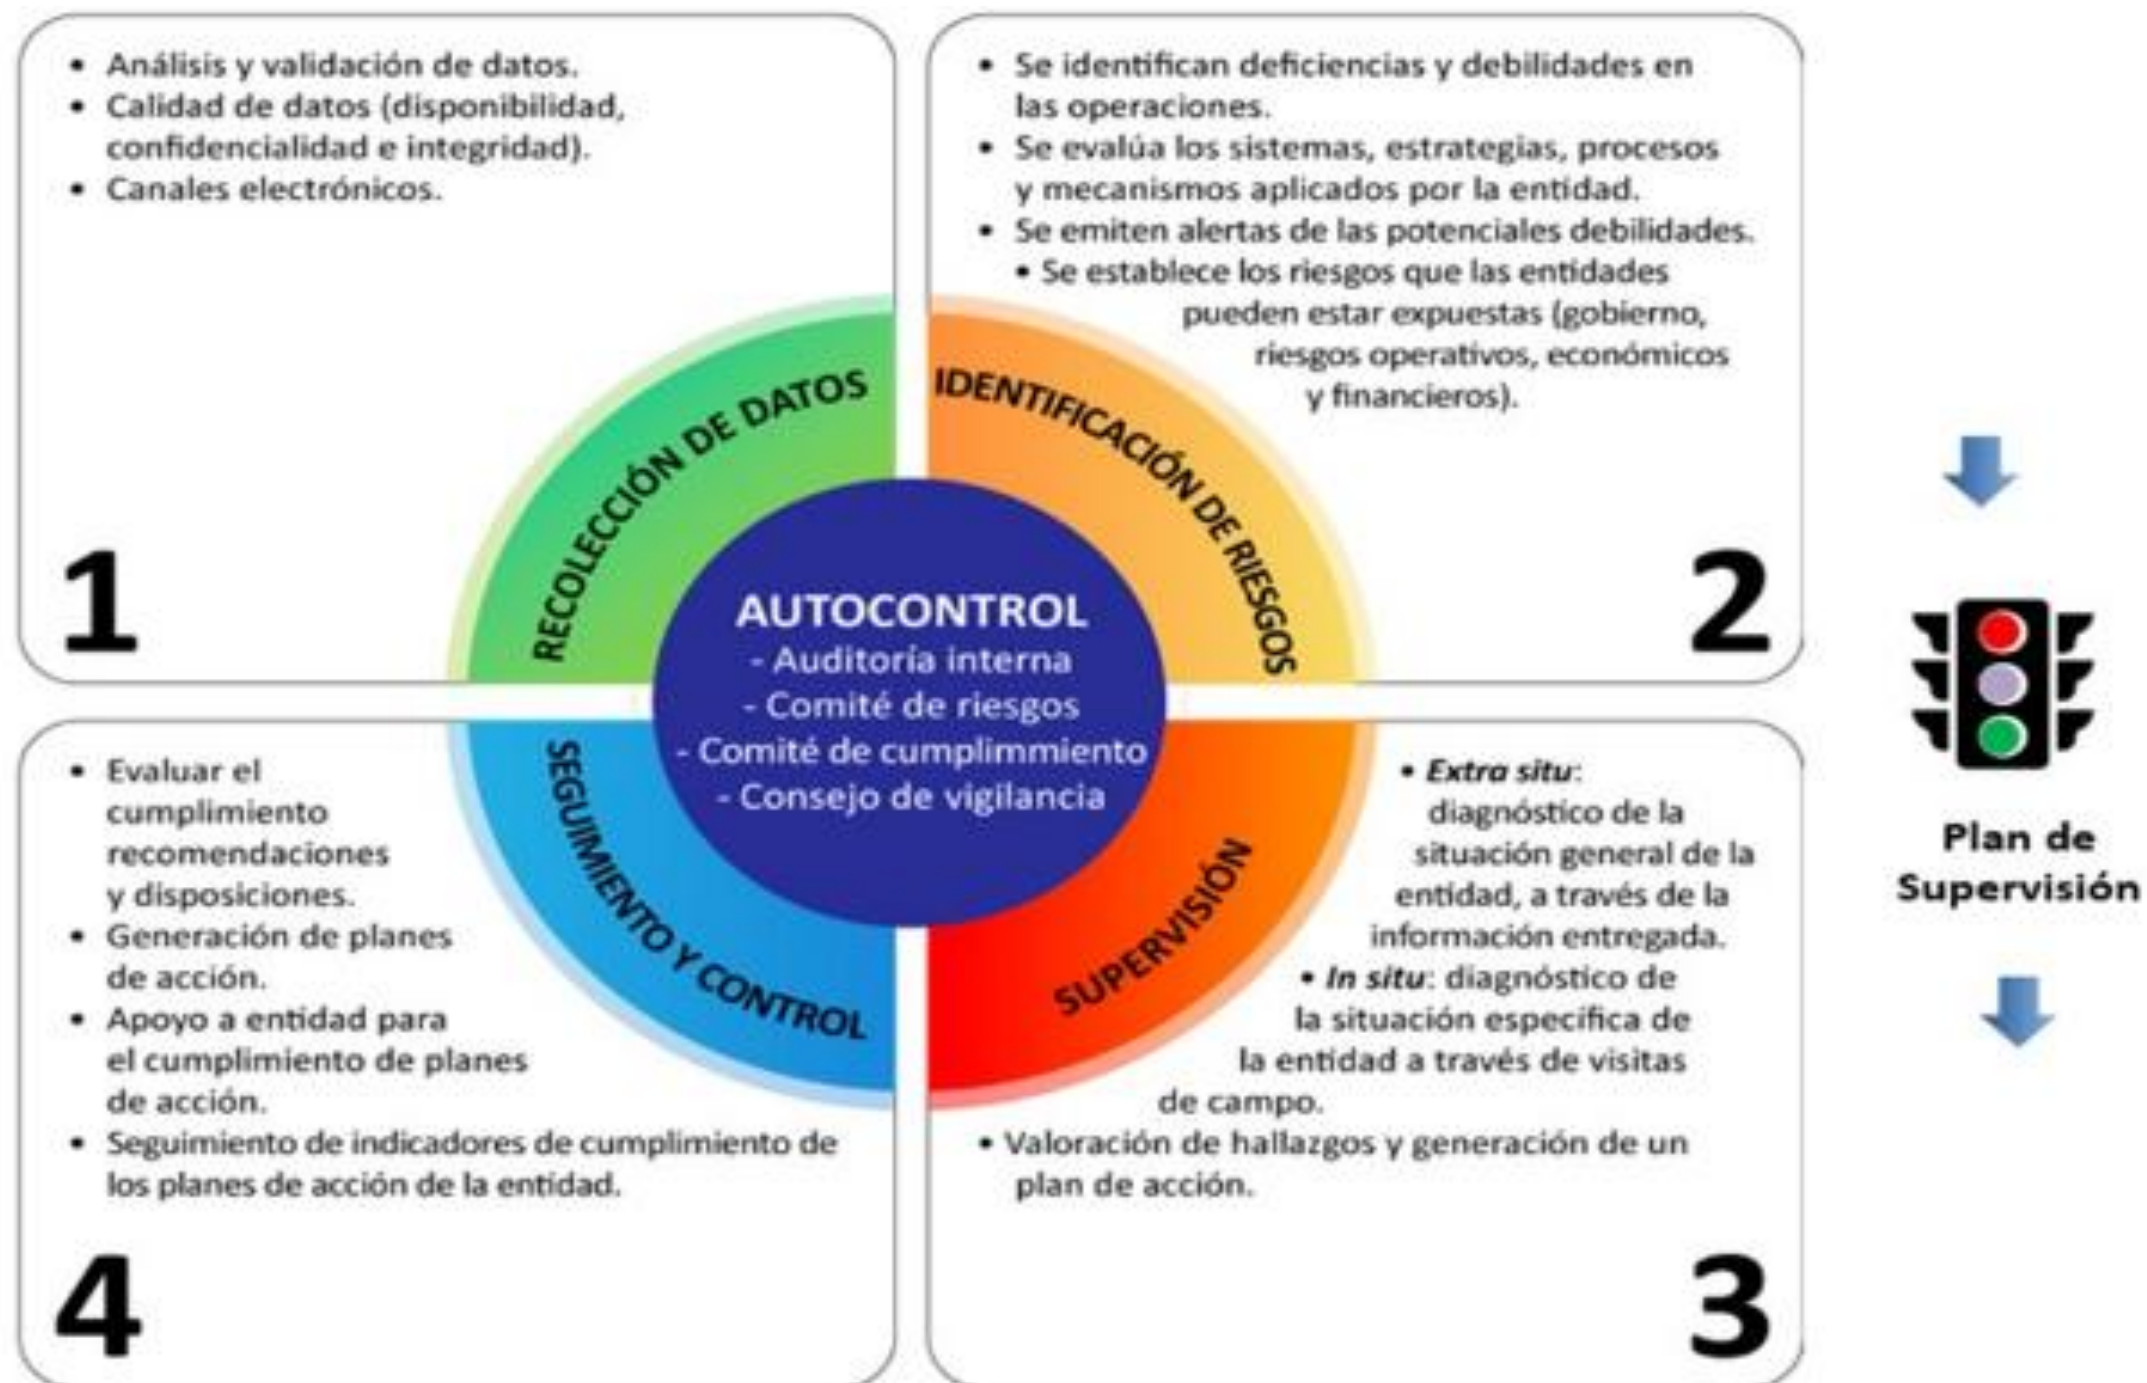 • Análisis y validación de datos.
• Calidad de datos (disponibilidad,
confidencialidad e integridad).
• Canales electrónicos.
RECOLECCIÓN DE DATOS
1
• Se identifican deficiencias y debilidades en
las operaciones.
• Se evalúa los sistemas, estrategias, procesos
y mecanismos aplicados por la entidad.
• Se emiten alertas de las potenciales debilidades.
• Se establece los riesgos que las entidades
pueden estar expuestas (gobierno,
riesgos operativos, económicos
y financieros).
IDENTIFICACIÓN DE RIESGOS
2
AUTOCONTROL
- Auditoría interna
- Comité de riesgos
- Comité de cumplimmiento
- Consejo de vigilancia
• Extra situ:
diagnóstico de la
situación general de la
entidad, a través de la
información entregada.
• In situ: diagnóstico de
la situación específica de
la entidad a través de visitas
de campo.
• Valoración de hallazgos y generación de un
plan de acción.
SUPERVISIÓN
3
• Evaluar el
cumplimiento
recomendaciones
y disposiciones.
• Generación de planes
de acción.
• Apoyo a entidad para
el cumplimiento de planes
de acción.
• Seguimiento de indicadores de cumplimiento de
los planes de acción de la entidad.
SEGUIMIENTO Y CONTROL
4
Plan de
Supervisión